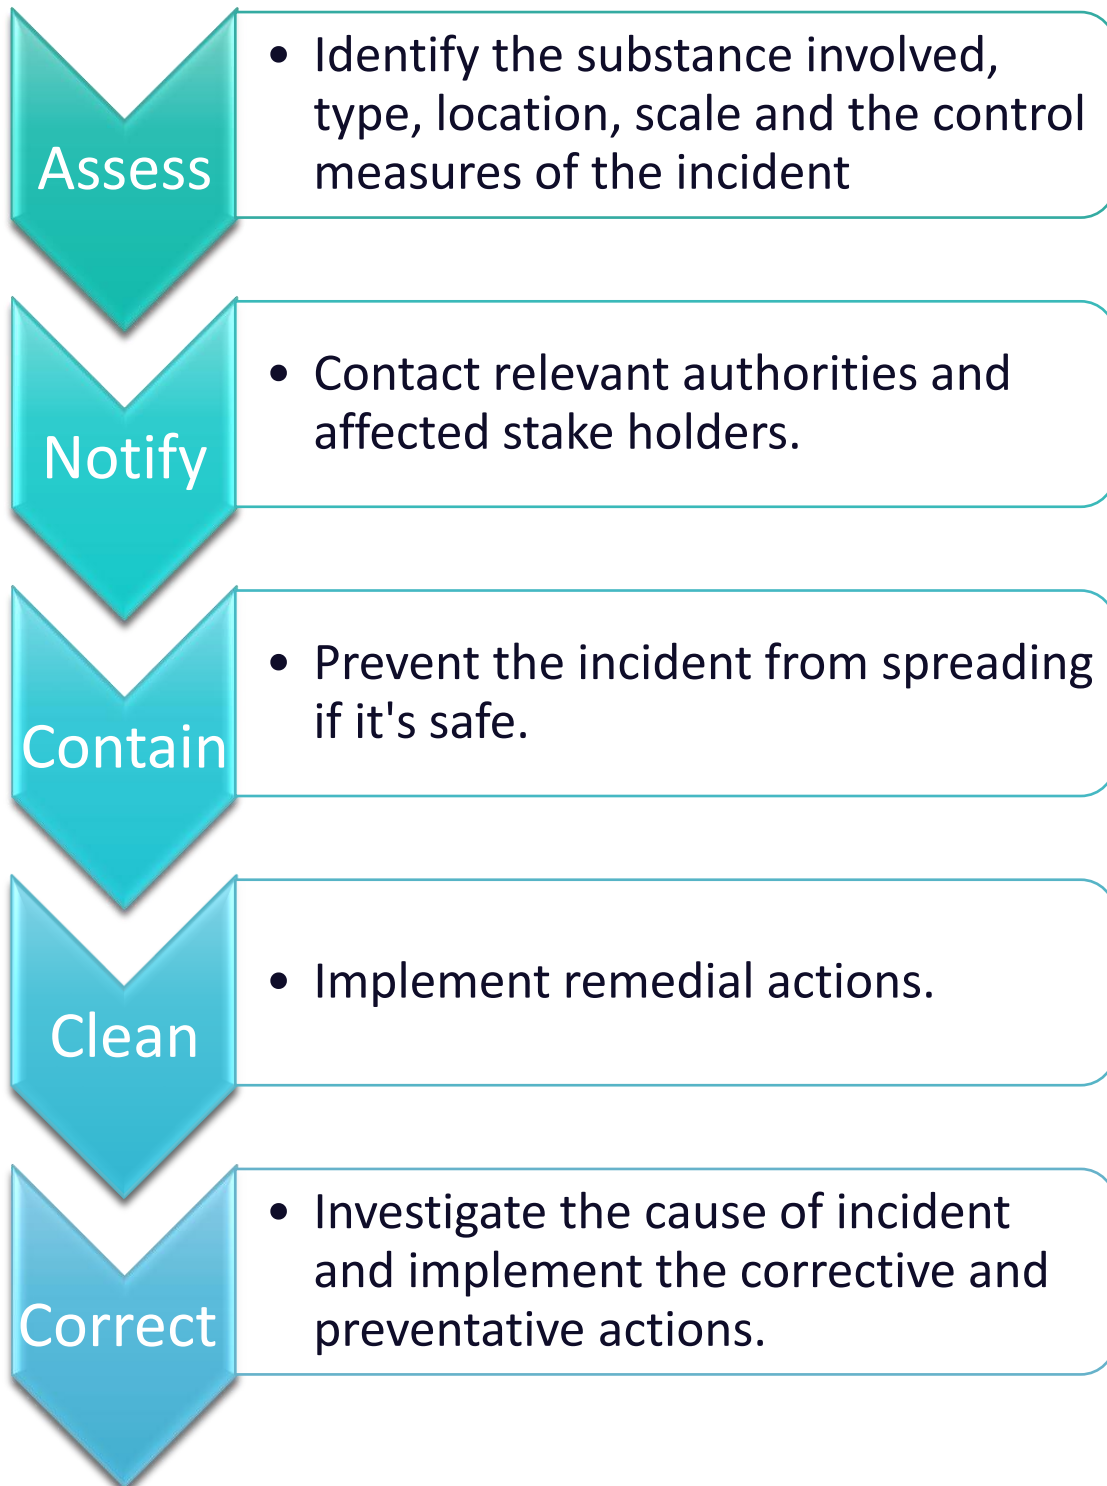 Assess
• Identify the substance involved,
type, location, scale and the control
measures of the incident
Notify
• Contact relevant authorities and
affected stake holders.
Contain
• Prevent the incident from spreading
if it's safe.
Clean
• Implement remedial actions.
Correct
• Investigate the cause of incident
and implement the corrective and
preventative actions.